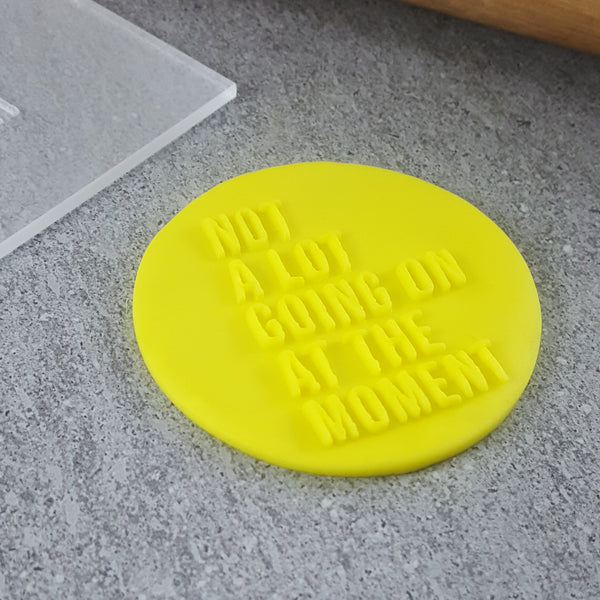 NOT
A LOT
GOING ON
AT THE
MOMENT